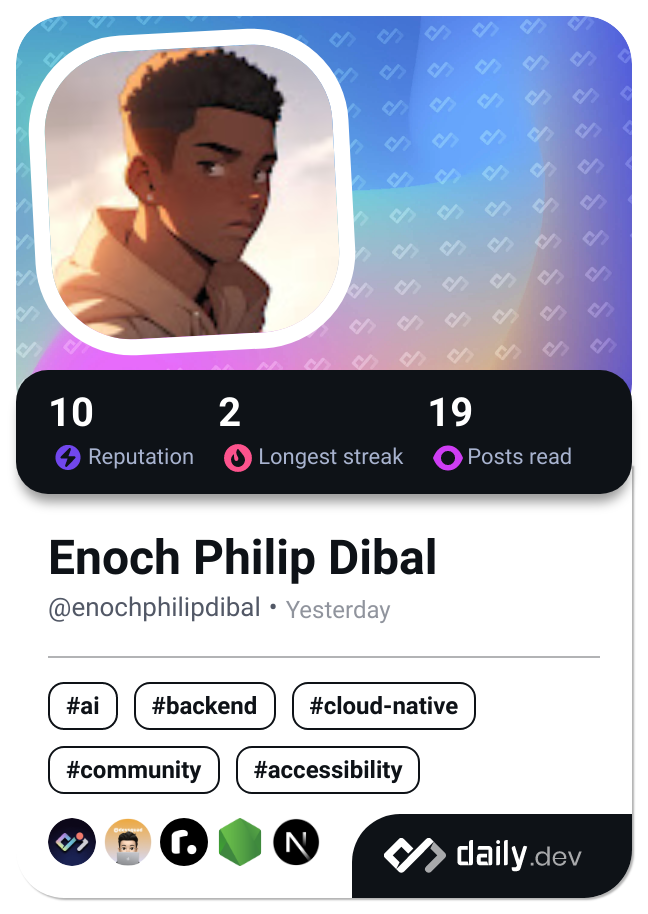 10 2 19
Reputation Longest streak Posts read
Enoch Philip Dibal
@enochphilipdibal • Yesterday
#ai #backend #cloud-native
#community #accessibility
daily.dev